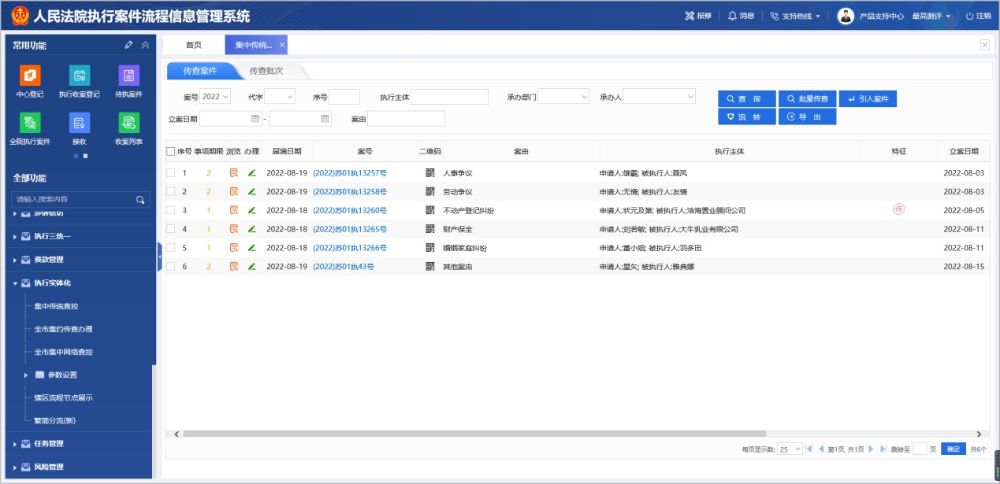 人民法院执行案件流程信息管理系统
报修 消息 支持热线 产品支持中心 最高测评 注销
常用功能
中心登记 执行收案登记 待执案件
全院执行案件 接收 收案列表
全部功能
请输入搜索内容
涉诉信访
执行三统一
费款管理
执行实体化
集中传统查控
全市集约传查办理
全市集中网络查控
参数设置
辖区流程节点展示
繁简分流(新)
任务管理
风险管理
首页 集中传统...
传查案件 传查批次
案号 2022 代字 序号 执行主体 承办部门 承办人
查 询 批量传查 引入案件
立案日期 - 案由
流 转 导 出
序号 事项期限 浏览 办理 届满日期 案号 二维码 案由 执行主体 特征 立案日期
1 2 2022-08-19 (2022)苏01执13257号 人事争议 申请人:雄霸; 被执行人:聂风 2022-08-03
2 2 2022-08-19 (2022)苏01执13258号 劳动争议 申请人:无情; 被执行人:友情 2022-08-03
3 1 2022-08-18 (2022)苏01执13260号 不动产登记纠纷 申请人:状元及第; 被执行人:浩海置业顾问公司 传 2022-08-05
4 1 2022-08-18 (2022)苏01执13265号 财产保全 申请人:刘若敏; 被执行人:大牛乳业有限公司 2022-08-11
5 1 2022-08-18 (2022)苏01执13266号 婚姻家庭纠纷 申请人:董小姐; 被执行人:羽多田 2022-08-11
6 2 2022-08-19 (2022)苏01执43号 其他案由 申请人:星矢; 被执行人:雅典娜 2022-08-15
每页显示数: 25 第1页, 共1页 跳转至 页 确定 共6个